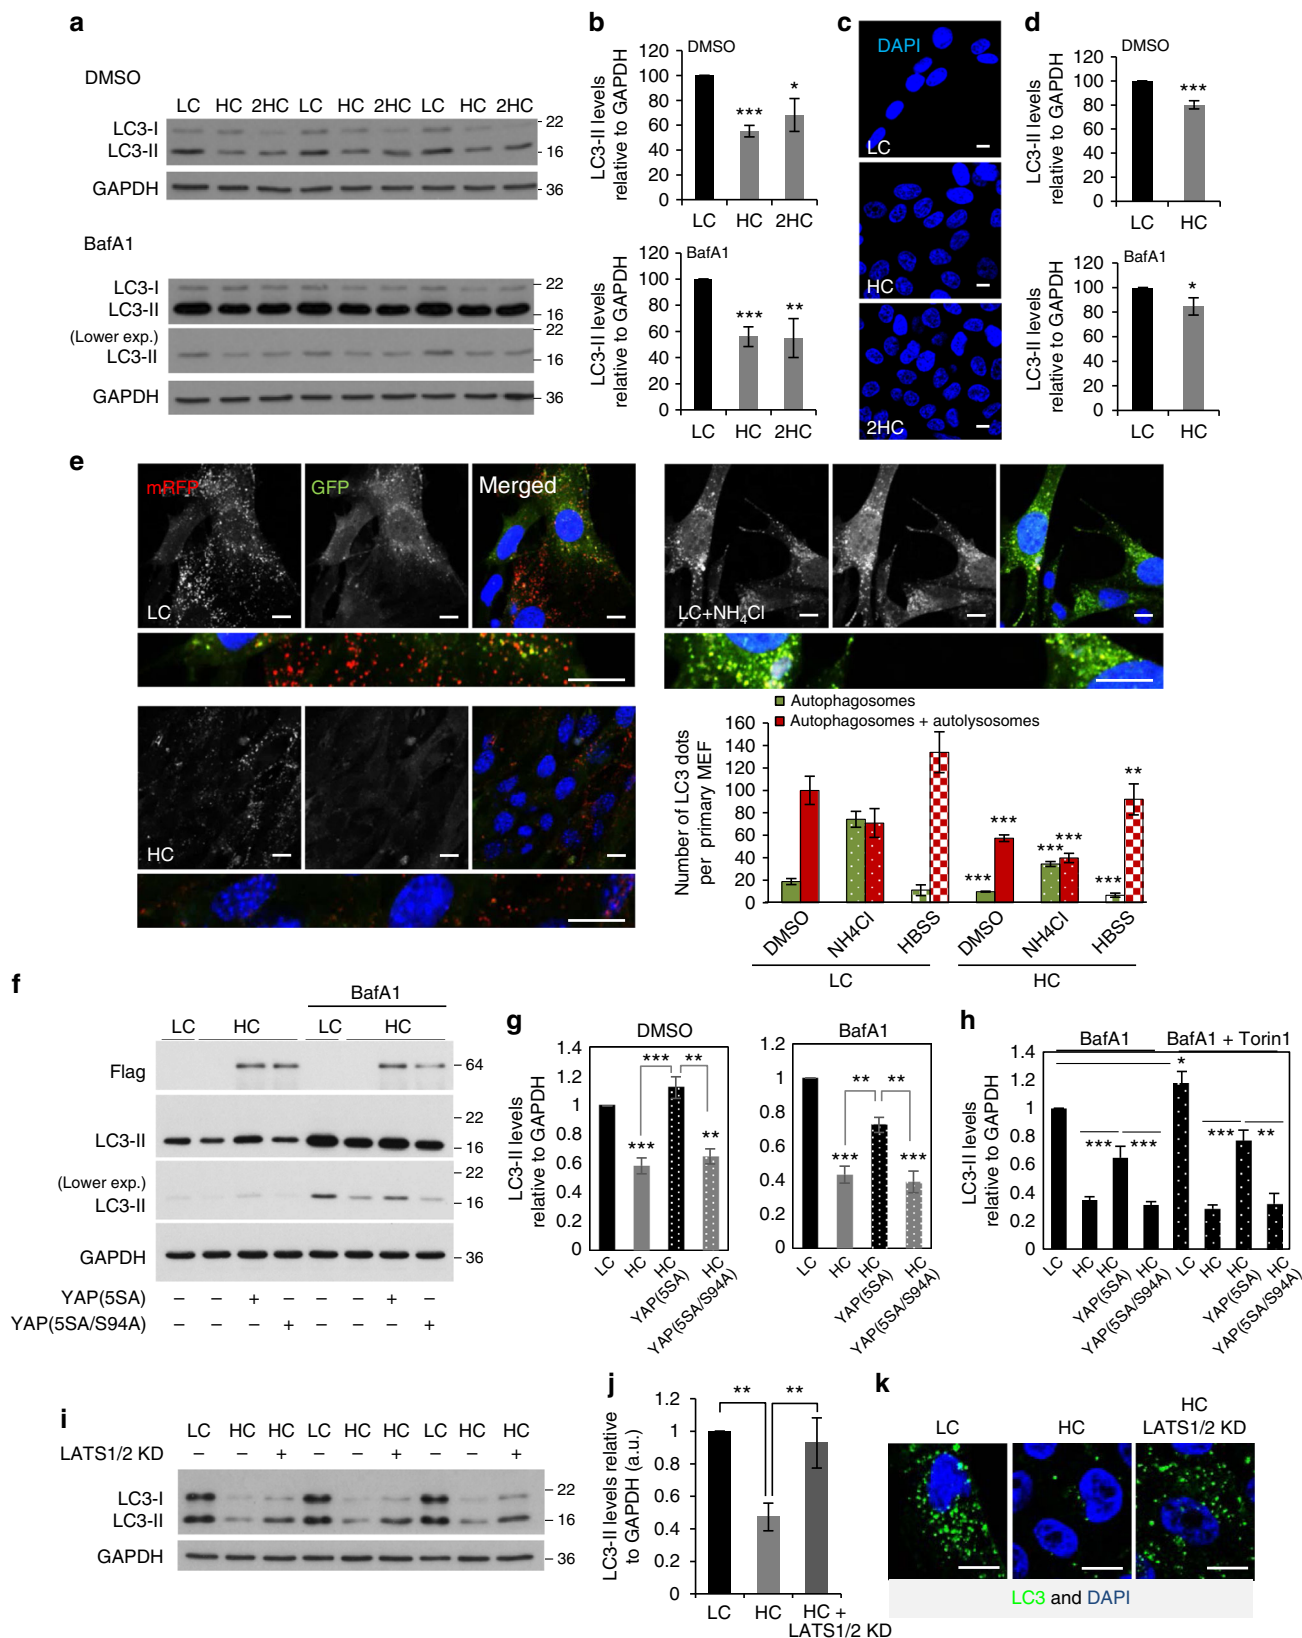 a
DMSO
LC HC 2HC LC HC 2HC LC HC 2HC
LC3-I
LC3-II
GAPDH
22
16
36
BafA1
LC3-I
LC3-II
(Lower exp.)
LC3-II
GAPDH
22
16
22
16
36
b
DMSO
LC3-II levels
relative to GAPDH
120
100
80
60
40
20
0
***
*
LC HC 2HC
BafA1
LC3-II levels
relative to GAPDH
120
100
80
60
40
20
0
***
**
LC HC 2HC
c
DAPI
LC
HC
2HC
d
DMSO
LC3-II levels
relative to GAPDH
120
100
80
60
40
20
0
***
LC HC
BafA1
LC3-II levels
relative to GAPDH
120
100
80
60
40
20
0
*
LC HC
e
mRFP
GFP
Merged
LC
LC+NH4Cl
HC
Autophagosomes
Autophagosomes + autolysosomes
Number of LC3 dots
per primary MEF
160
140
120
100
80
60
40
20
0
***
***
***
***
***
**
DMSO NH4Cl HBSS DMSO NH4Cl HBSS
LC HC
f
BafA1
LC HC LC HC
Flag
64
22
LC3-II
16
22
(Lower exp.)
LC3-II
16
GAPDH
36
YAP(5SA) – – + – – – + –
YAP(5SA/S94A) – – – + – – – +
g
DMSO
LC3-II levels
relative to GAPDH
1.4
1.2
1
0.8
0.6
0.4
0.2
0
***
**
***
**
LC
HC
HC
YAP(5SA)
HC
YAP(5SA/S94A)
BafA1
1.2
1
0.8
0.6
0.4
0.2
0
**
**
***
***
LC
HC
HC
YAP(5SA)
HC
YAP(5SA/S94A)
h
BafA1 BafA1 + Torin1
LC3-II levels
relative to GAPDH
1.4
1.2
1
0.8
0.6
0.4
0.2
0
*
***
***
***
**
LC
HC
HC
YAP(5SA)
HC
YAP(5SA/S94A)
LC
HC
HC
YAP(5SA)
HC
YAP(5SA/S94A)
i
LC HC HC LC HC HC LC HC HC
LATS1/2 KD – – + – – + – – +
LC3-I
LC3-II
GAPDH
22
16
36
j
LC3-II levels relative
to GAPDH (a.u.)
1.2
1
0.8
0.6
0.4
0.2
0
**
**
LC HC HC +
LATS1/2 KD
k
LC
HC
HC
LATS1/2 KD
LC3 and DAPI